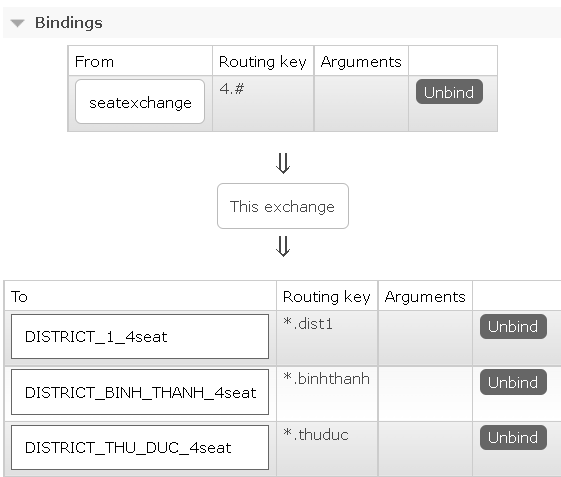 Bindings
From Routing key Arguments
seatexchange 4.# Unbind
This exchange
To Routing key Arguments
DISTRICT_1_4seat *.dist1 Unbind
DISTRICT_BINH_THANH_4seat *.binhthanh Unbind
DISTRICT_THU_DUC_4seat *.thuduc Unbind